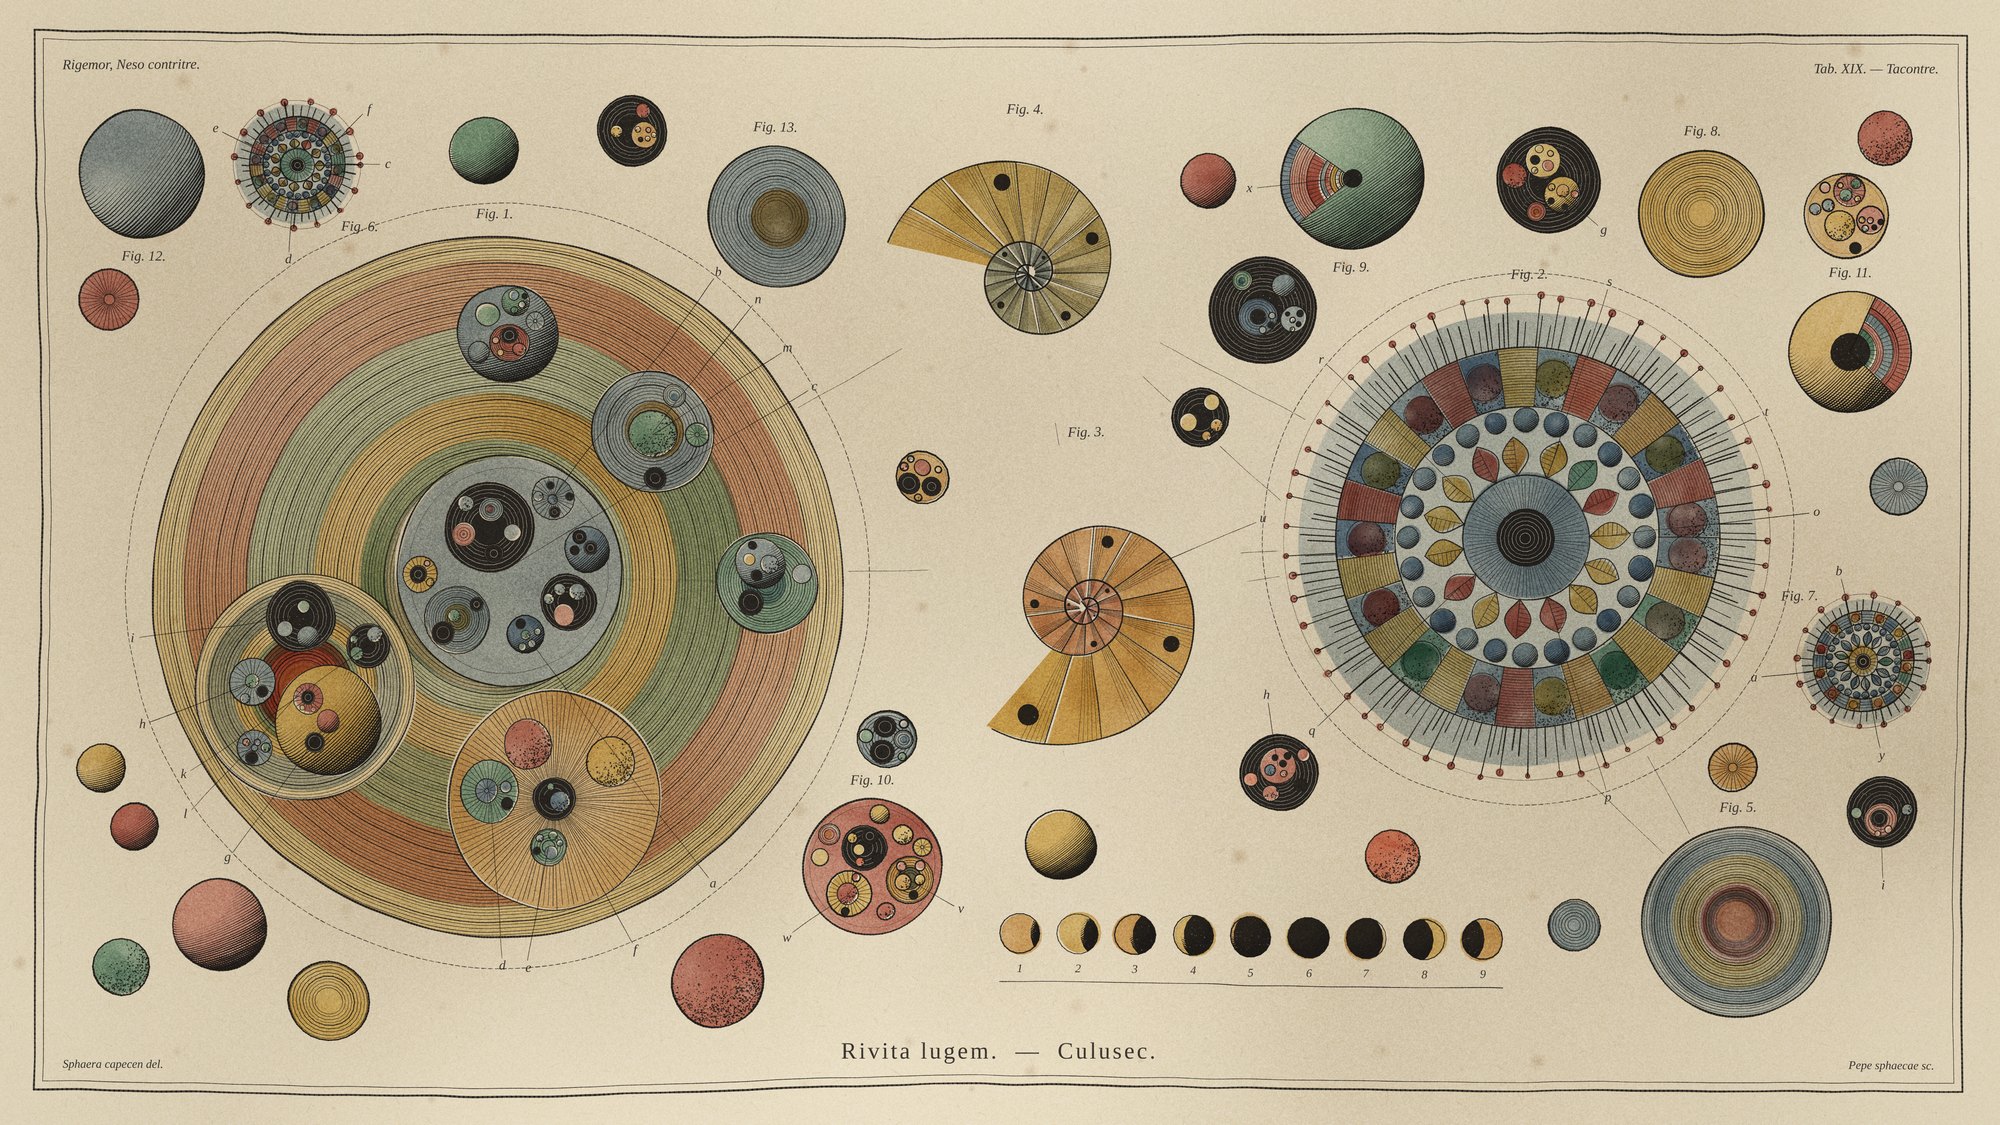 Rigemor, Neso contritre.
Tab. XIX. — Tacontre.
Fig. 4.
Fig. 13.
Fig. 8.
f
e
c
x
Fig. 1.
Fig. 6.
g
d
Fig. 12.
Fig. 9.
Fig. 2.
Fig. 11.
b
s
n
m
r
c
t
Fig. 3.
o
u
b
Fig. 7.
i
a
h
h
q
y
k
Fig. 10.
p
Fig. 5.
l
g
a
i
v
w
f
d
e
1 2 3 4 5 6 7 8 9
Rivita lugem. — Culusec.
Sphaera capecen del.
Pepe sphaecae sc.